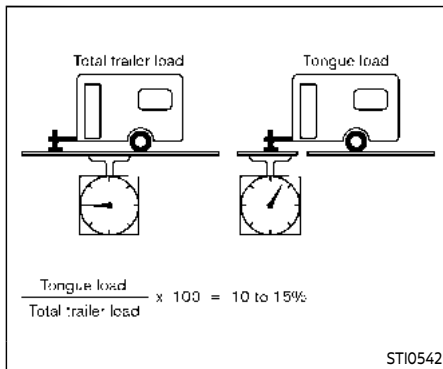 Total trailer load
Tongue load
Tongue load
Total trailer load
x 100 = 10 to 15%
STI0542